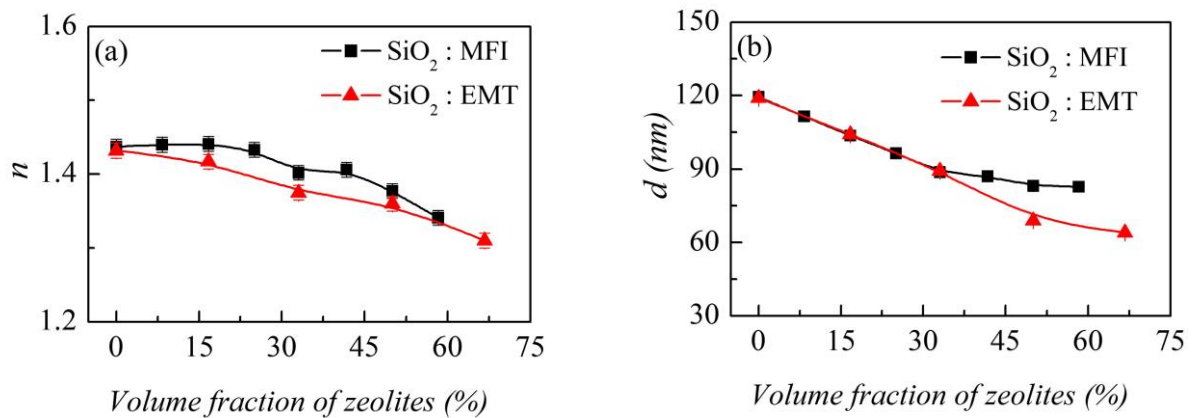 (a)
SiO2 : MFI
SiO2 : EMT
n
1.6
1.4
1.2
0 15 30 45 60 75
Volume fraction of zeolites (%)
(b)
SiO2 : MFI
SiO2 : EMT
d (nm)
150
120
90
60
30
0 15 30 45 60 75
Volume fraction of zeolites (%)